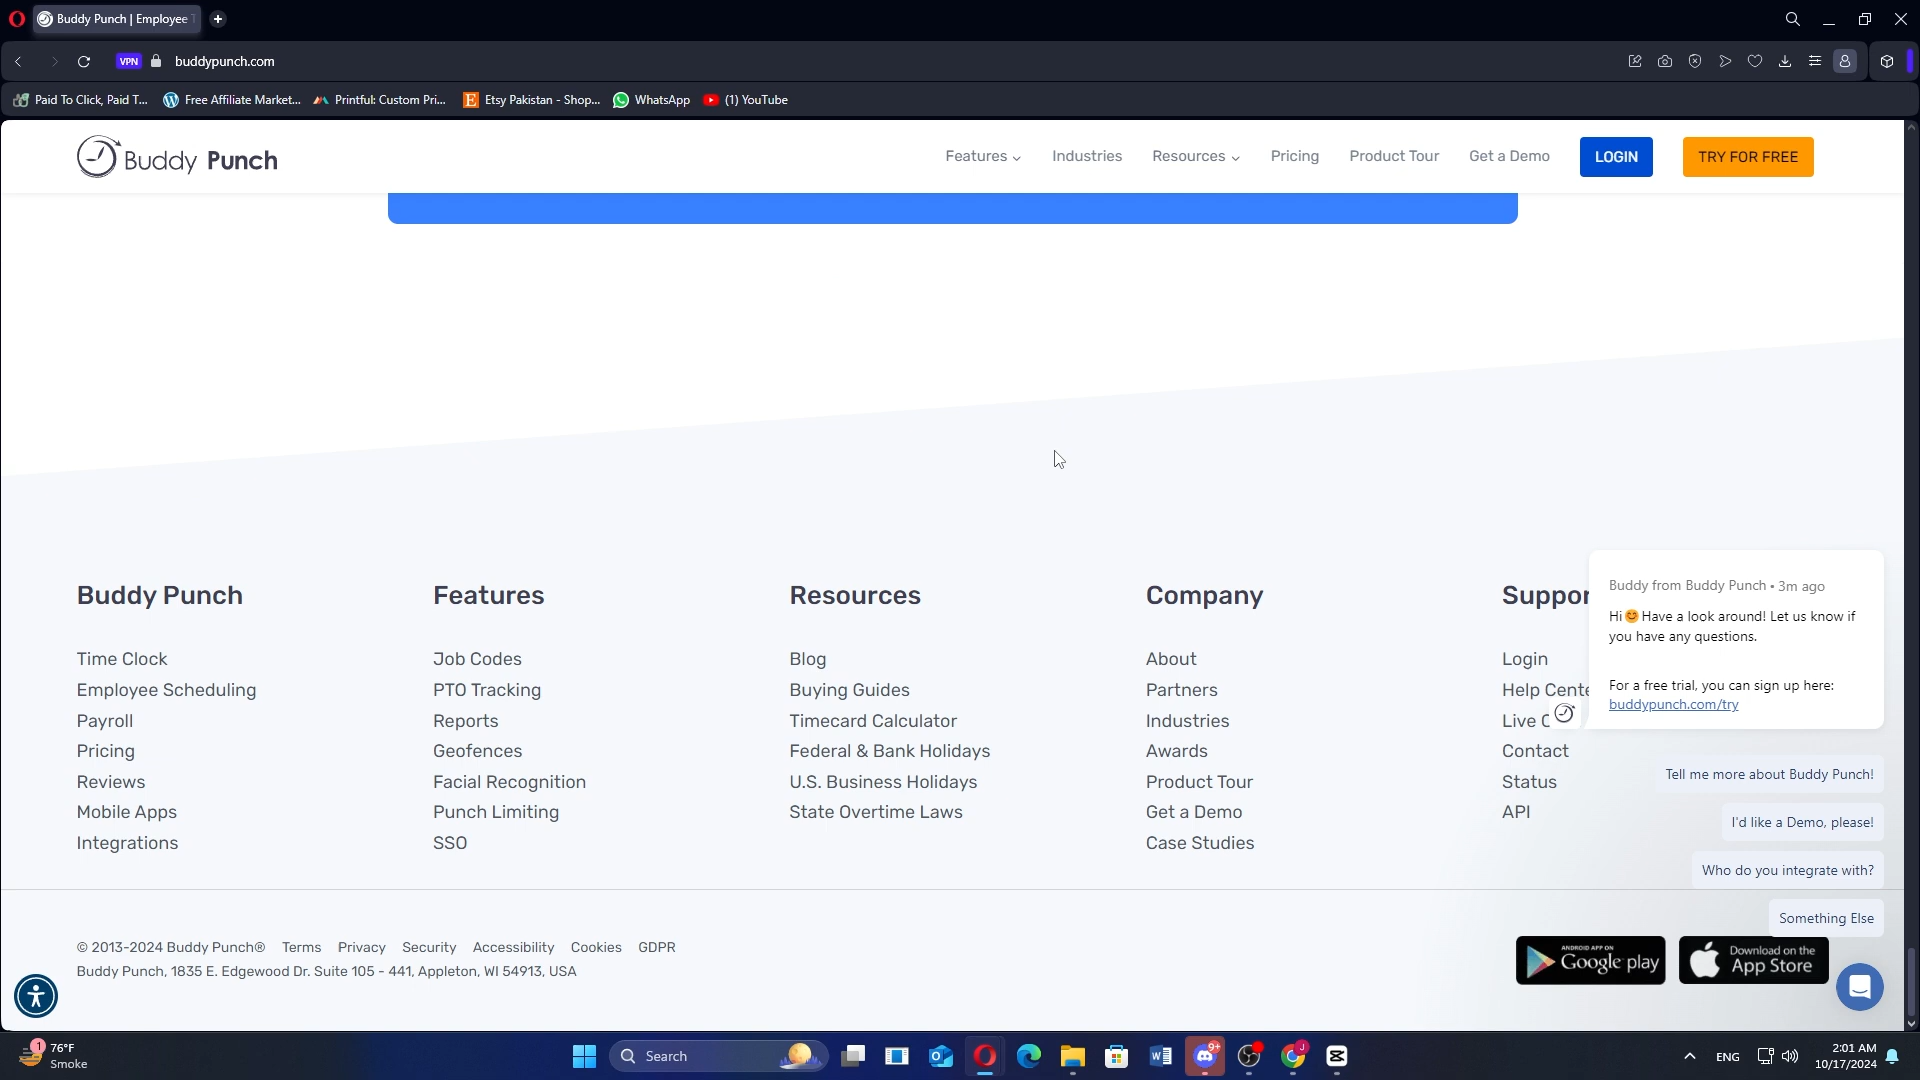 Buddy Punch | Employee T
VPN
buddypunch.com
Paid To Click, Paid T...
Free Affiliate Market...
Printful: Custom Pri...
Etsy Pakistan - Shop...
WhatsApp
(1) YouTube
Buddy Punch
Features
Industries
Resources
Pricing
Product Tour
Get a Demo
LOGIN
TRY FOR FREE
Buddy Punch
Time Clock
Employee Scheduling
Payroll
Pricing
Reviews
Mobile Apps
Integrations
Features
Job Codes
PTO Tracking
Reports
Geofences
Facial Recognition
Punch Limiting
SSO
Resources
Blog
Buying Guides
Timecard Calculator
Federal & Bank Holidays
U.S. Business Holidays
State Overtime Laws
Company
About
Partners
Industries
Awards
Product Tour
Get a Demo
Case Studies
Suppor
Login
Help Cente
Live C
Contact
Status
API
Buddy from Buddy Punch • 3m ago
Hi😊Have a look around! Let us know if
you have any questions.
For a free trial, you can sign up here:
buddypunch.com/try
Tell me more about Buddy Punch!
I'd like a Demo, please!
Who do you integrate with?
Something Else
© 2013-2024 Buddy Punch® Terms Privacy Security Accessibility Cookies GDPR
Buddy Punch, 1835 E. Edgewood Dr. Suite 105 - 441, Appleton, WI 54913, USA
ANDROID APP ON
Google play
Download on the
App Store
1
76°F
Smoke
Search
9+
J
ENG
2:01 AM
10/17/2024